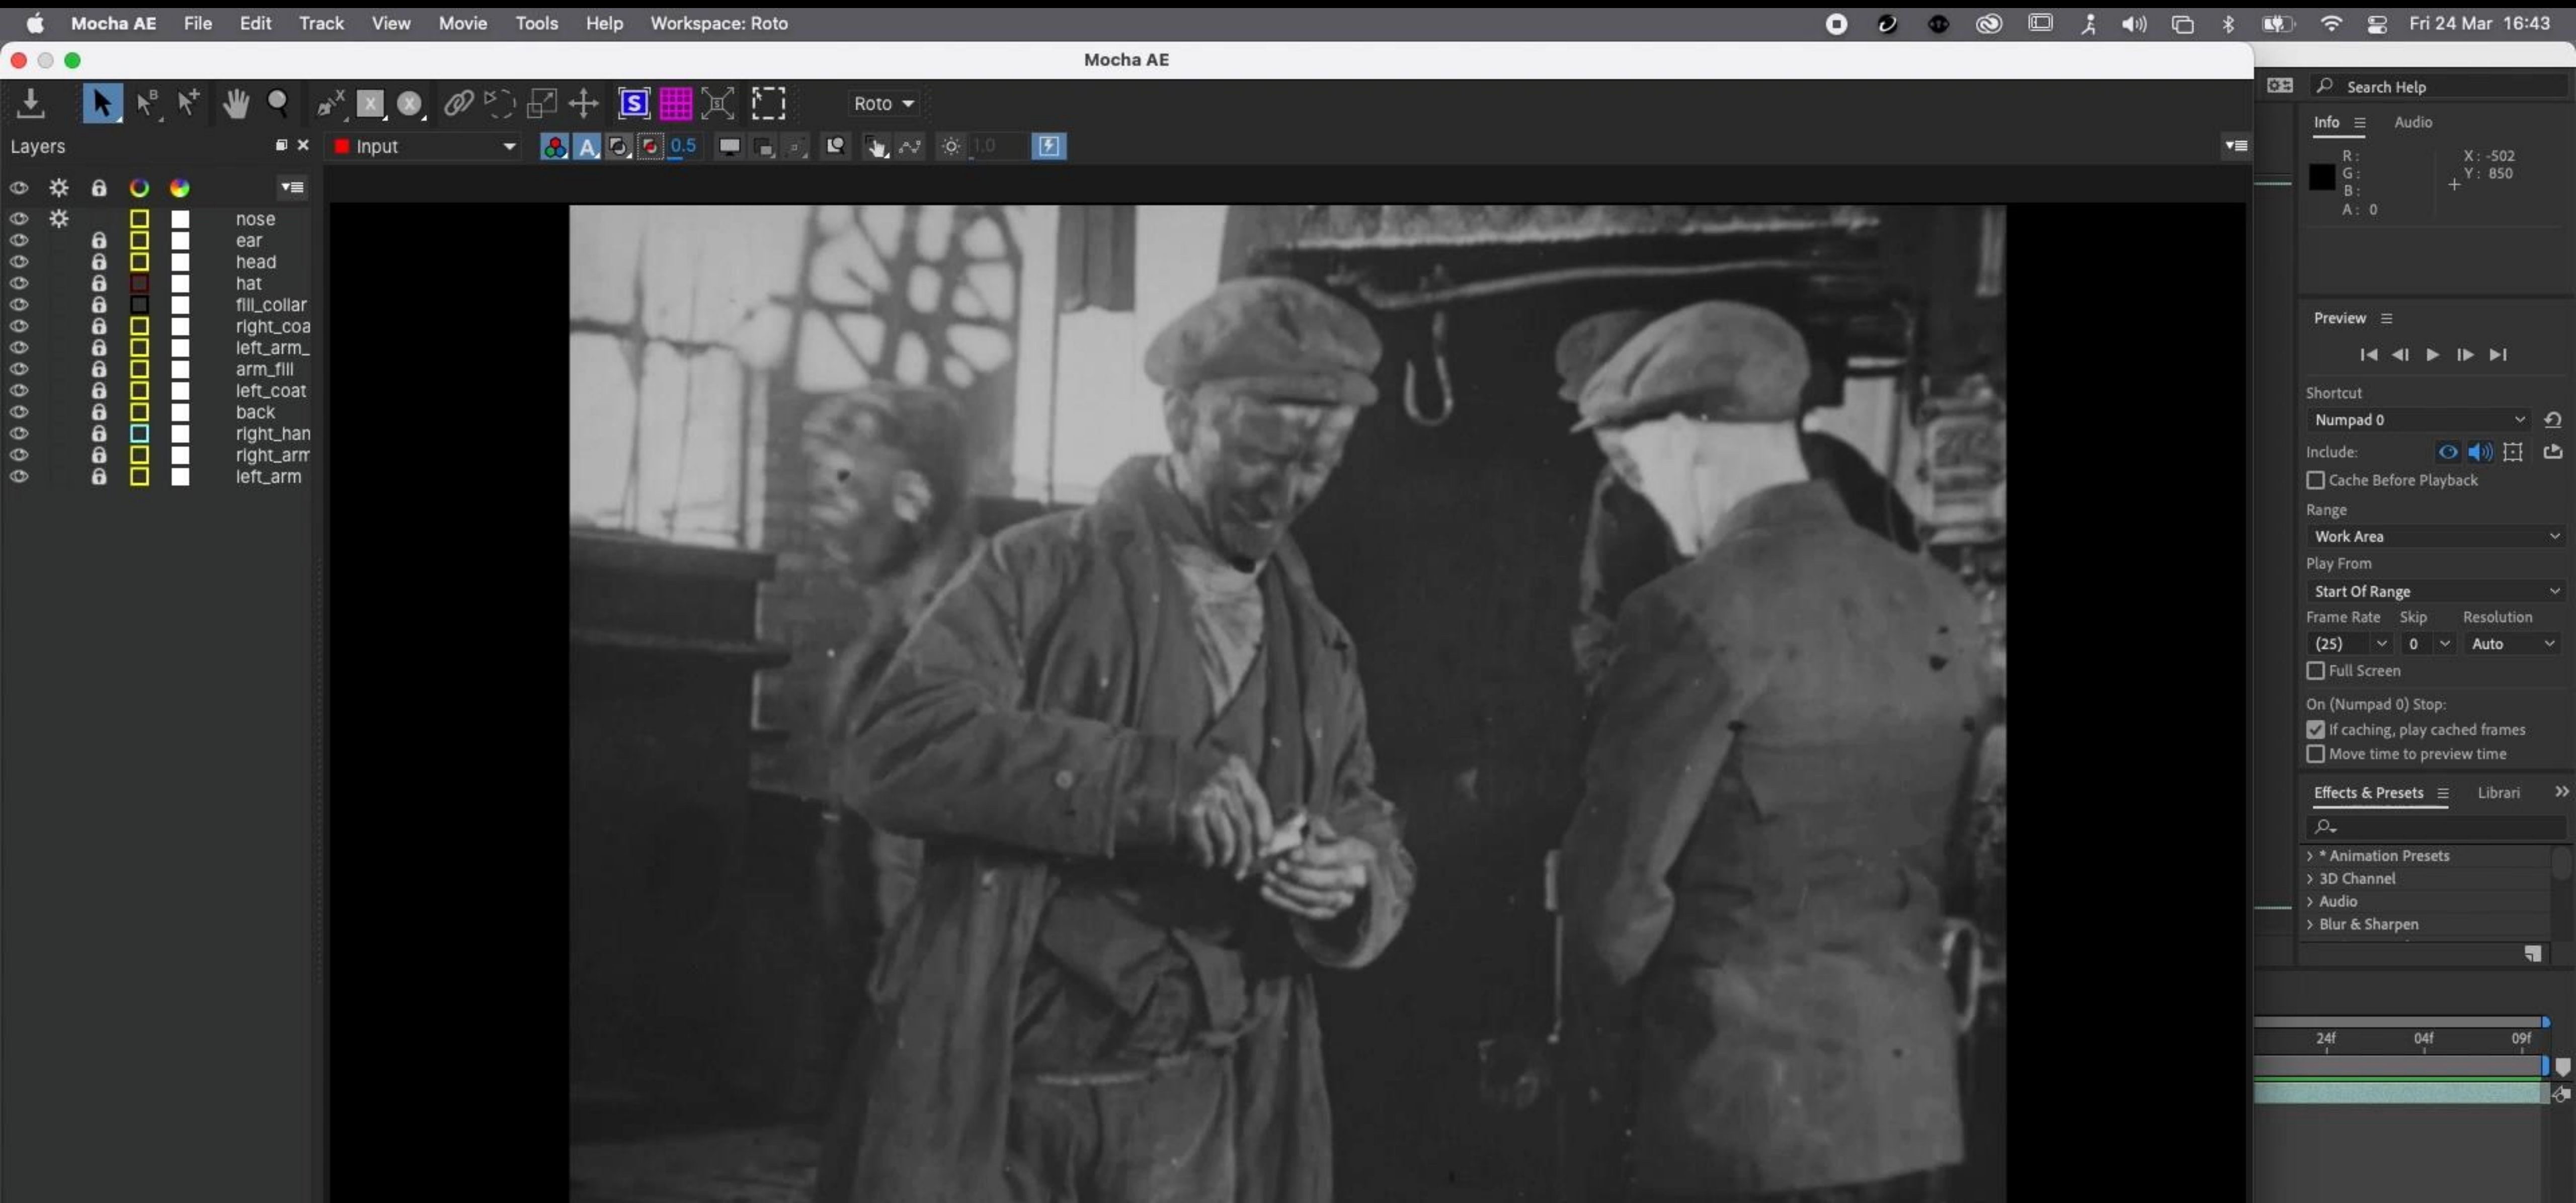 Mocha AE File Edit Track View Movie Tools Help Workspace: Roto Fri 24 Mar 16:43
Mocha AE
Roto
Layers
Input
0.5
1.0
nose
ear
head
hat
fill_collar
right_coa
left_arm_
arm_fill
left_coat
back
right_han
right_arm
left_arm
Search Help
Info Audio
R:
G:
B:
A: 0
X: -502
Y: 850
Preview
Shortcut
Numpad 0
Include:
Cache Before Playback
Range
Work Area
Play From
Start Of Range
Frame Rate Skip Resolution
(25) 0 Auto
Full Screen
On (Numpad 0) Stop:
If caching, play cached frames
Move time to preview time
Effects & Presets Librari
* Animation Presets
3D Channel
Audio
Blur & Sharpen
24f 04f 09f